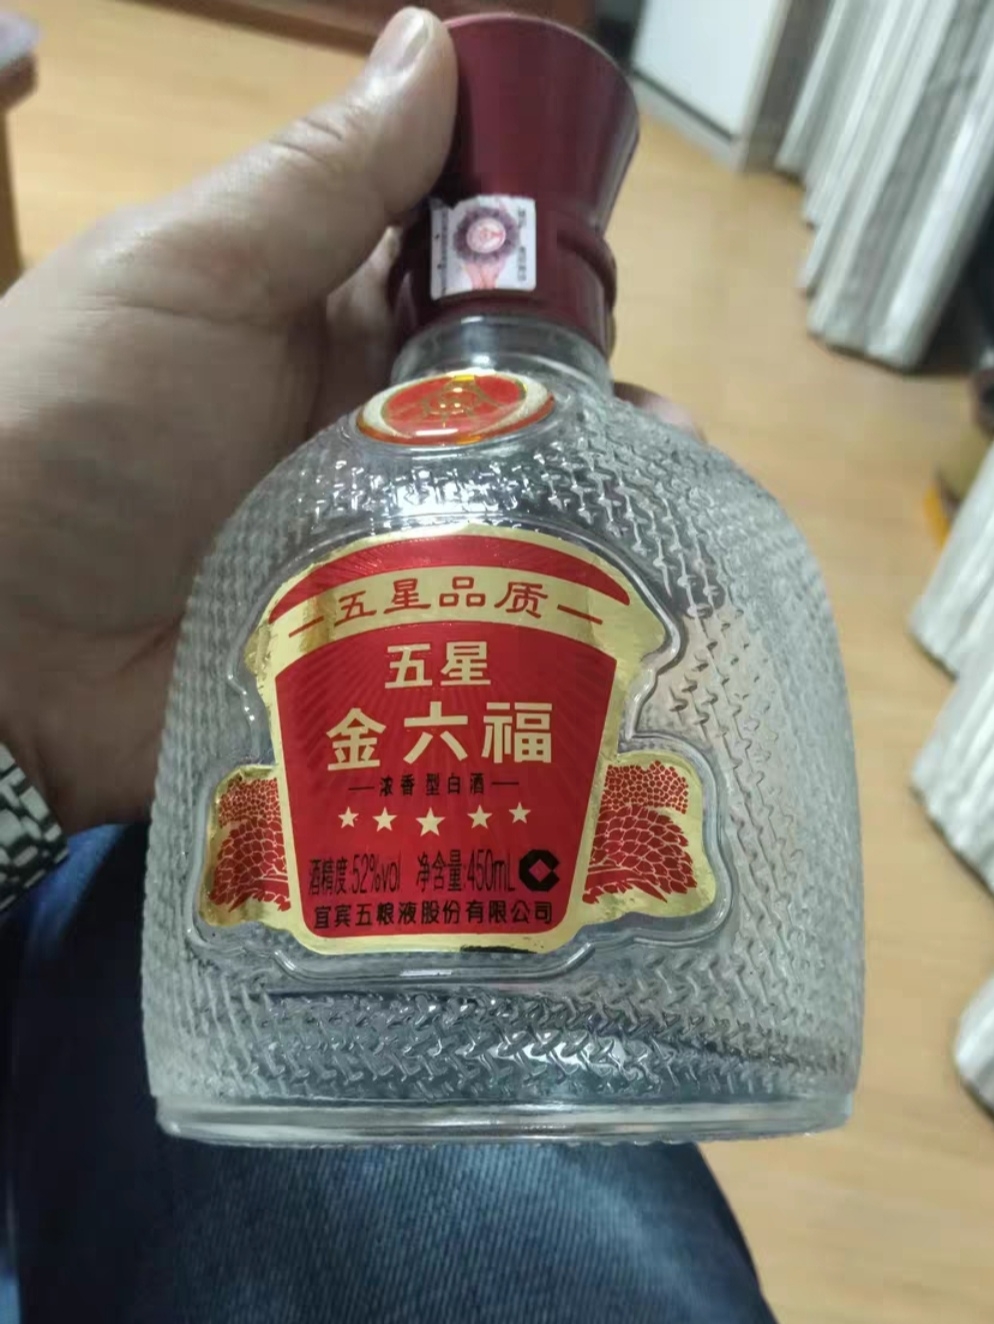 五星品质
五星
金六福
浓香型白酒
酒精度:52%vol 净含量:450mL
宜宾五粮液股份有限公司